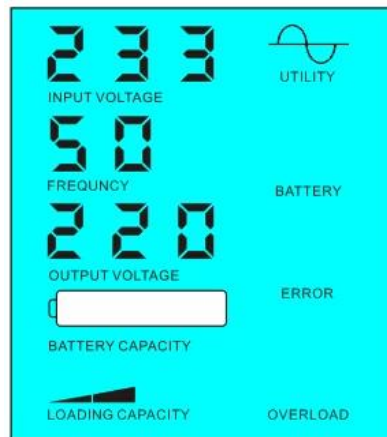 233
UTILITY
INPUT VOLTAGE
50
FREQUNCY
BATTERY
220
OUTPUT VOLTAGE
ERROR
BATTERY CAPACITY
LOADING CAPACITY
OVERLOAD